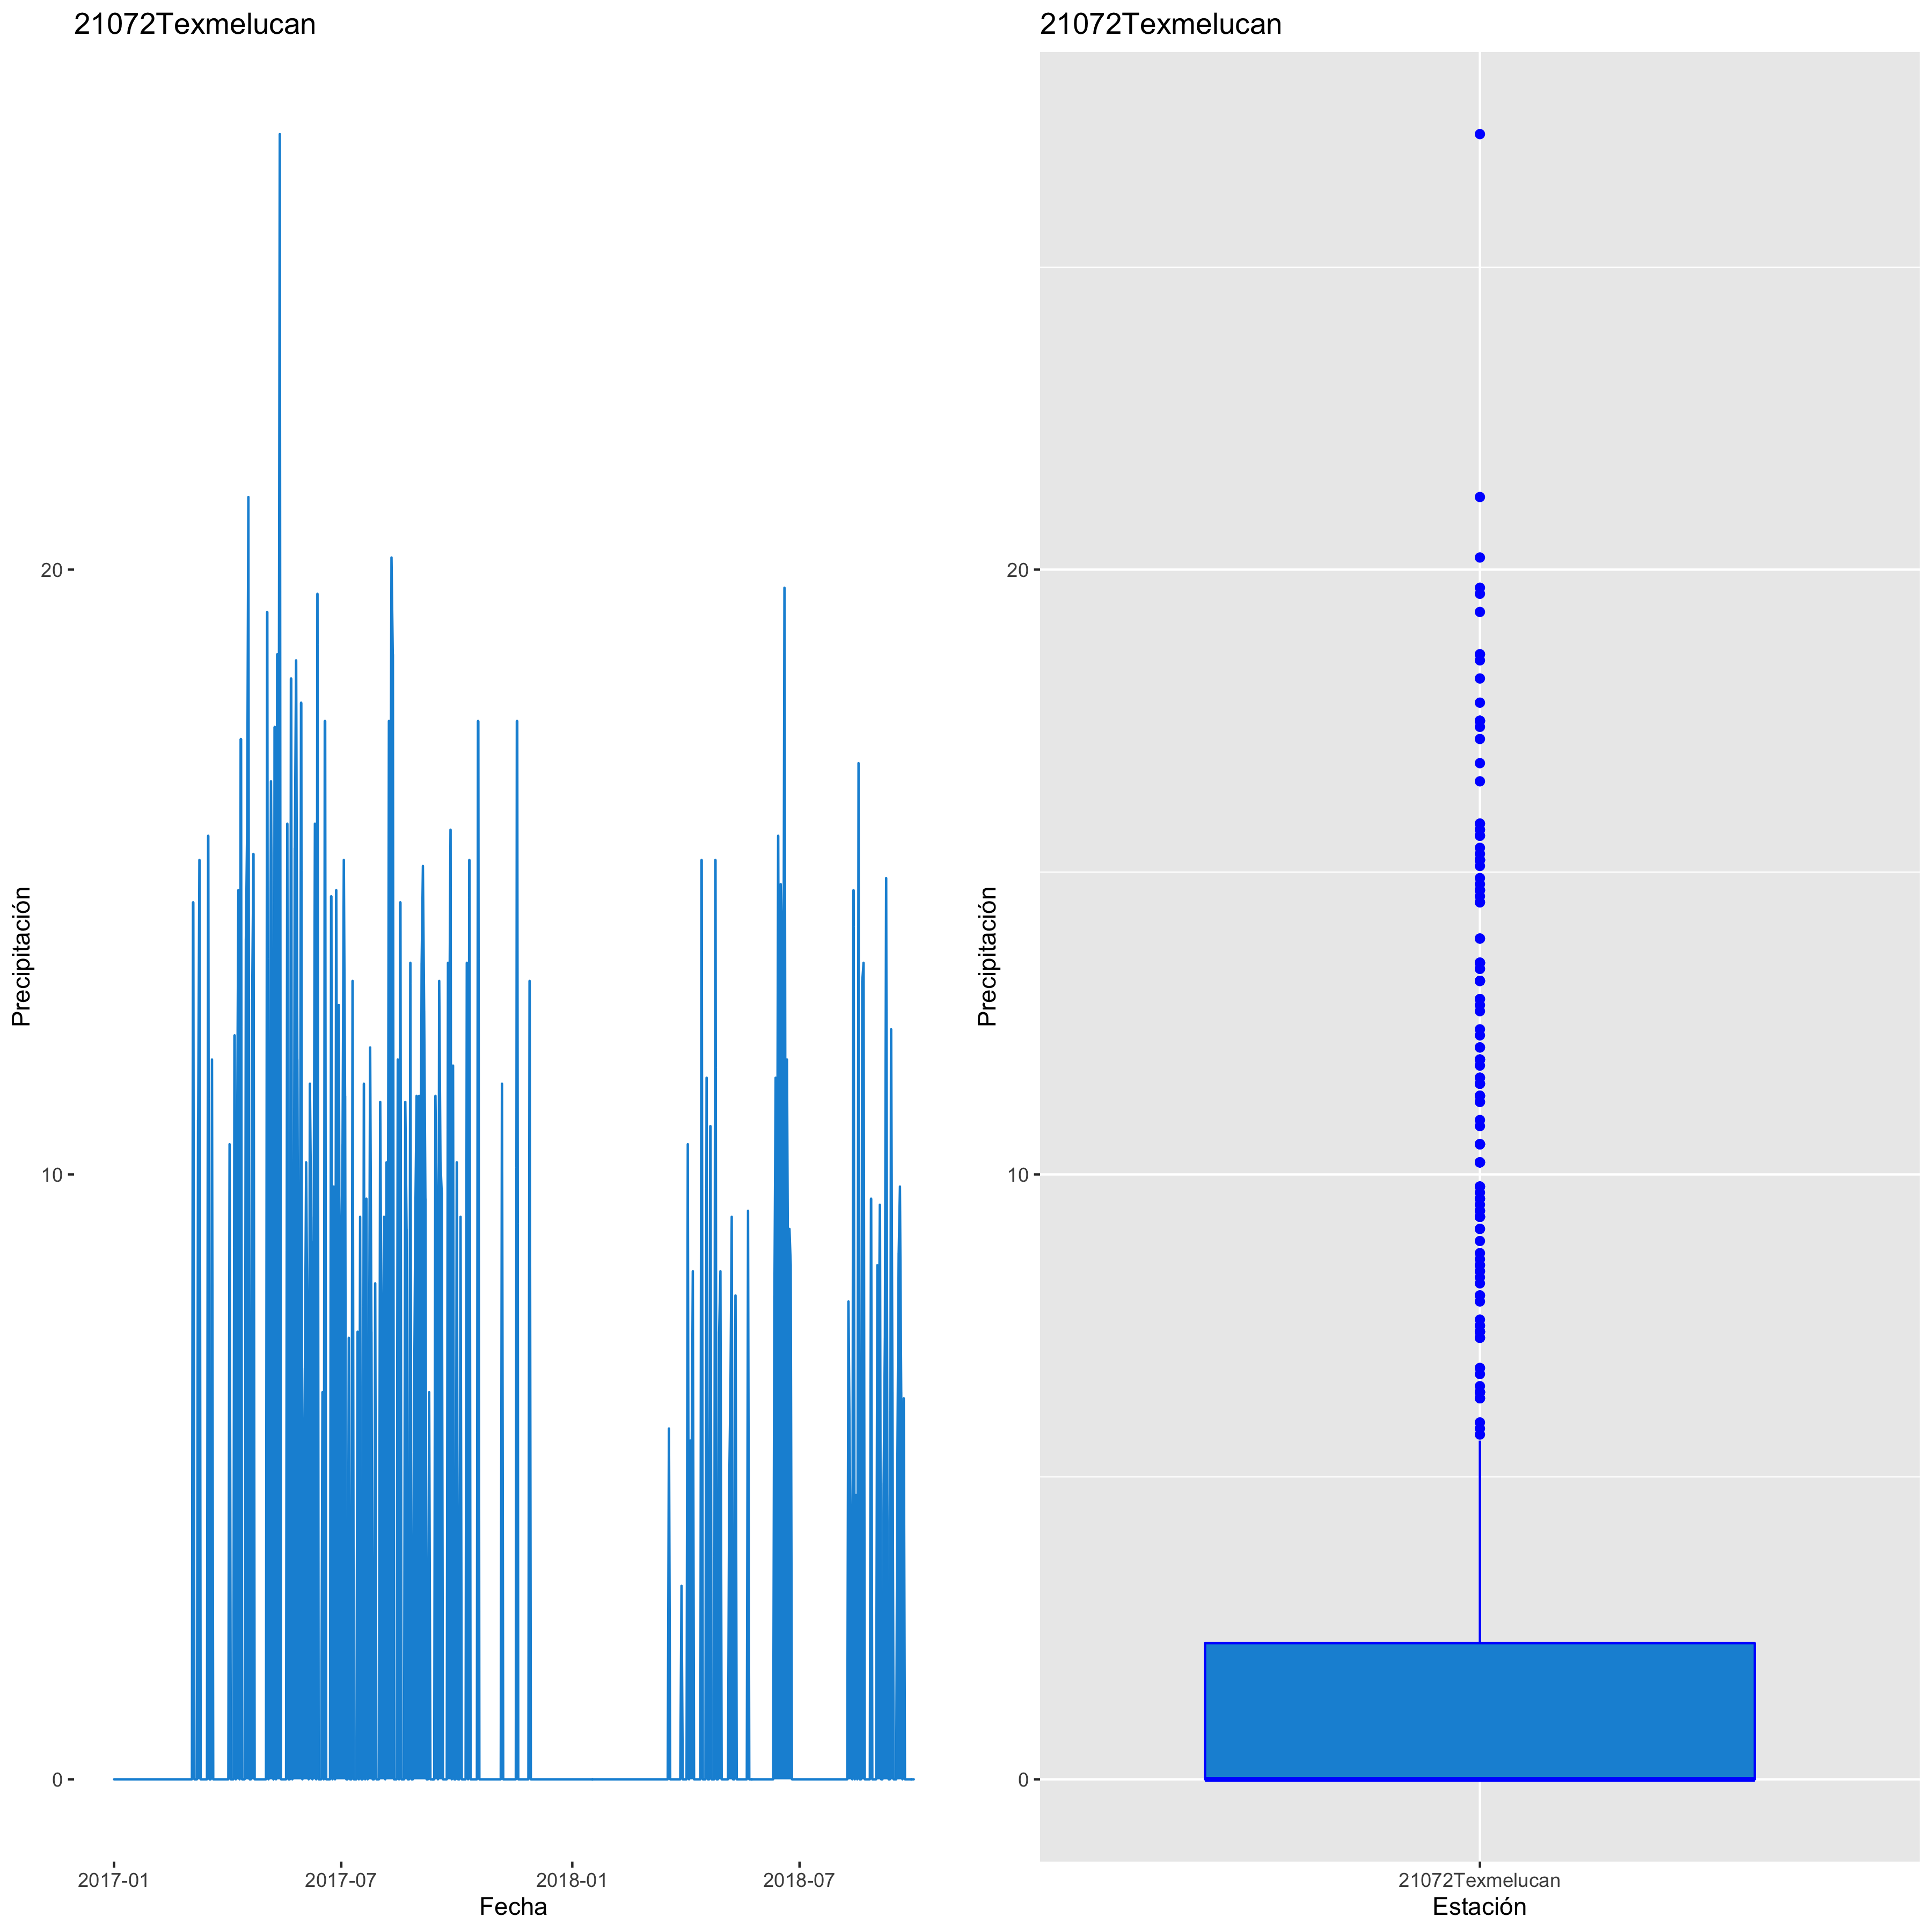 21072Texmelucan
Precipitación
20
10
0
2017-01
2017-07
2018-01
2018-07
Fecha
21072Texmelucan
Precipitación
20
10
0
21072Texmelucan
Estación